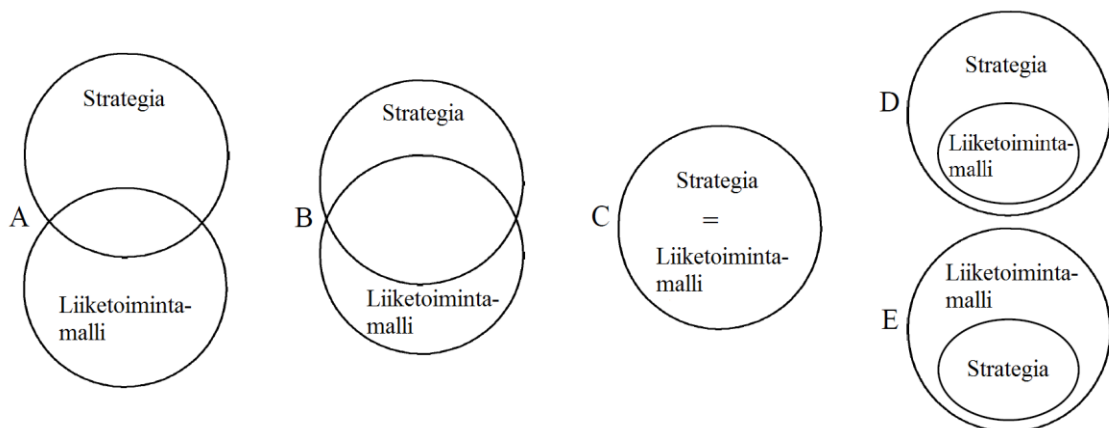 A
Strategia
Liiketoiminta-
malli
B
Strategia
Liiketoiminta-
malli
C
Strategia
=
Liiketoiminta-
malli
D
Strategia
Liiketoiminta-
malli
E
Liiketoiminta-
malli
Strategia